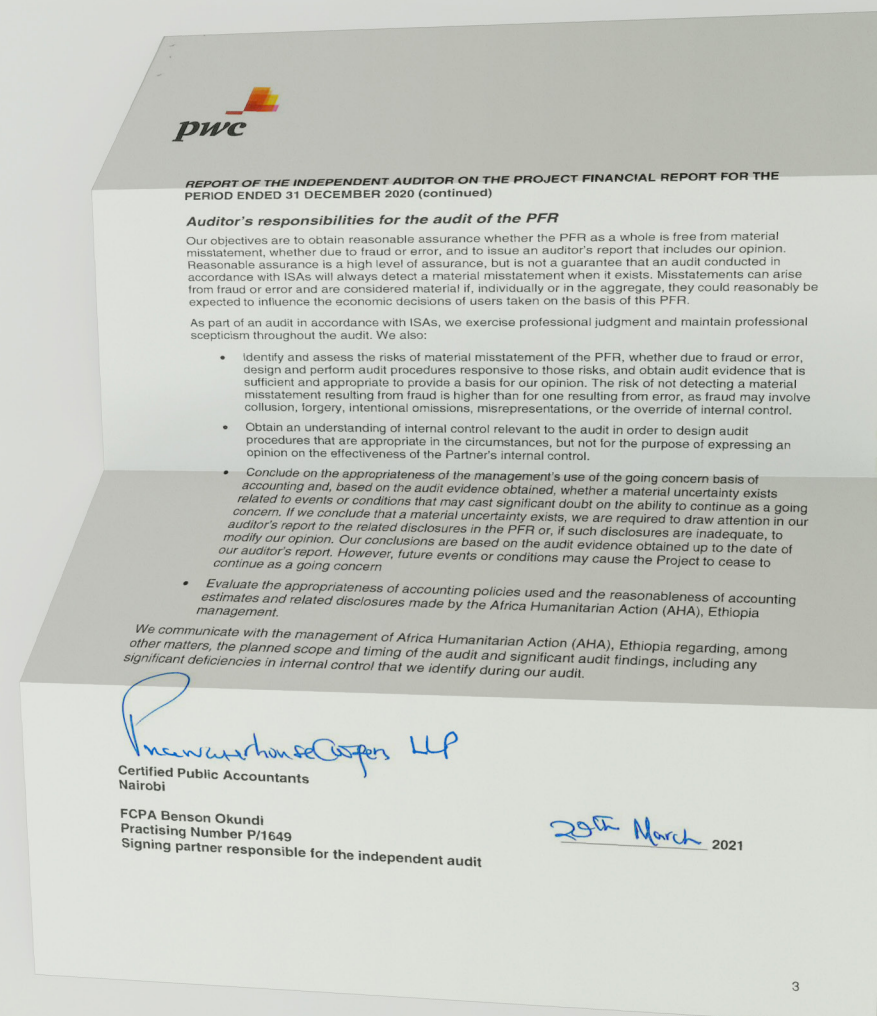 pwc
REPORT OF THE INDEPENDENT AUDITOR ON THE PROJECT FINANCIAL REPORT FOR THE
PERIOD ENDED 31 DECEMBER 2020 (continued)
Auditor's responsibilities for the audit of the PFR
Our objectives are to obtain reasonable assurance whether the PFR as a whole is free from material
misstatement, whether due to fraud or error, and to issue an auditor's report that includes our opinion.
Reasonable assurance is a high level of assurance, but is not a guarantee that an audit conducted in
accordance with ISAs will always detect a material misstatement when it exists. Misstatements can arise
from fraud or error and are considered material if, individually or in the aggregate, they could reasonably be
expected to influence the economic decisions of users taken on the basis of this PFR.
As part of an audit in accordance with ISAs, we exercise professional judgment and maintain professional
scepticism throughout the audit. We also:
• Identify and assess the risks of material misstatement of the PFR, whether due to fraud or error,
design and perform audit procedures responsive to those risks, and obtain audit evidence that is
sufficient and appropriate to provide a basis for our opinion. The risk of not detecting a material
misstatement resulting from fraud is higher than for one resulting from error, as fraud may involve
collusion, forgery, intentional omissions, misrepresentations, or the override of internal control.
• Obtain an understanding of internal control relevant to the audit in order to design audit
procedures that are appropriate in the circumstances, but not for the purpose of expressing an
opinion on the effectiveness of the Partner's internal control.
• Conclude on the appropriateness of the management's use of the going concern basis of
accounting and, based on the audit evidence obtained, whether a material uncertainty exists
related to events or conditions that may cast significant doubt on the ability to continue as a going
concern. If we conclude that a material uncertainty exists, we are required to draw attention in our
auditor's report to the related disclosures in the PFR or, if such disclosures are inadequate, to
modify our opinion. Our conclusions are based on the audit evidence obtained up to the date of
our auditor's report. However, future events or conditions may cause the Project to cease to
continue as a going concern
• Evaluate the appropriateness of accounting policies used and the reasonableness of accounting
estimates and related disclosures made by the Africa Humanitarian Action (AHA), Ethiopia
management.
We communicate with the management of Africa Humanitarian Action (AHA), Ethiopia regarding, among
other matters, the planned scope and timing of the audit and significant audit findings, including any
significant deficiencies in internal control that we identify during our audit.
PricewaterhouseCoopers LLP
Certified Public Accountants
Nairobi
FCPA Benson Okundi
Practising Number P/1649
Signing partner responsible for the independent audit
29th March 2021
3